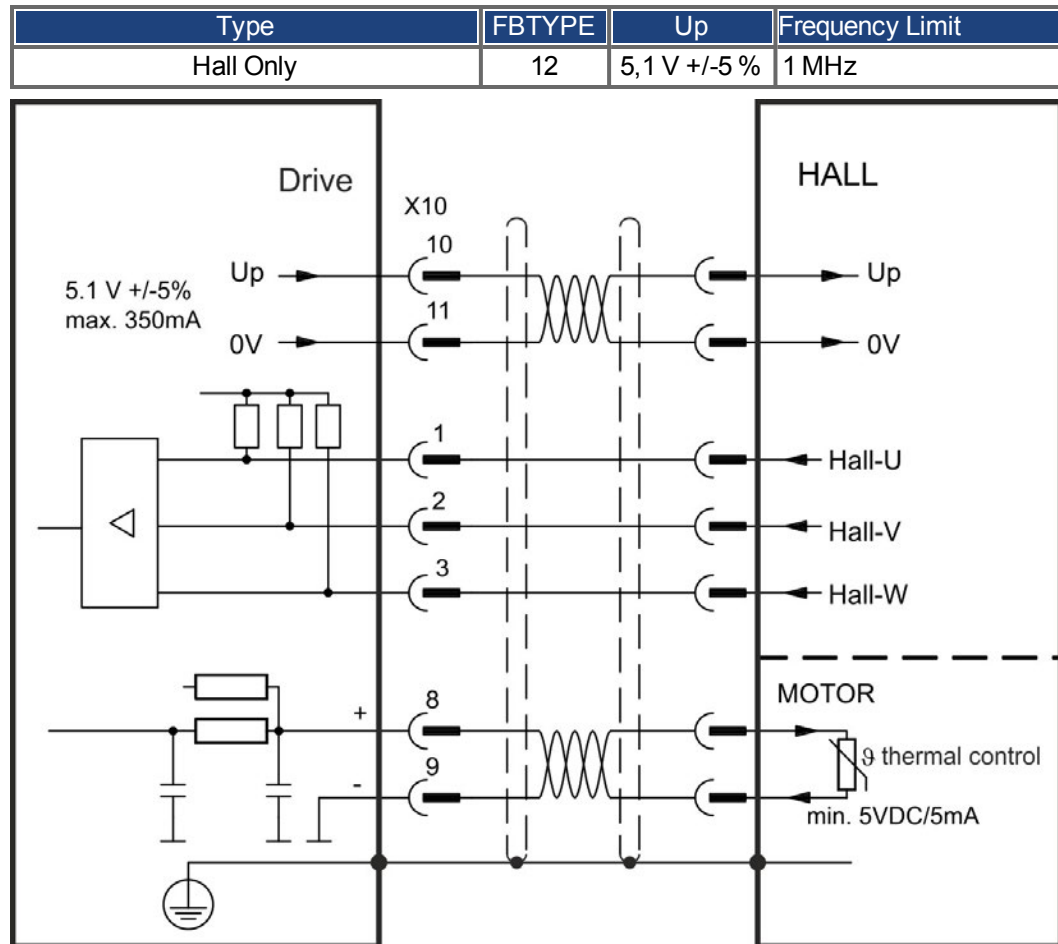 Type FBTYPE Up Frequency Limit
Hall Only 12 5,1 V +/-5 % 1 MHz
Drive
HALL
X10
10
Up
Up
5.1 V +/-5%
max. 350mA
11
0V
0V
1
Hall-U
2
Hall-V
3
Hall-W
MOTOR
+
8
ϑ thermal control
-
9
min. 5VDC/5mA